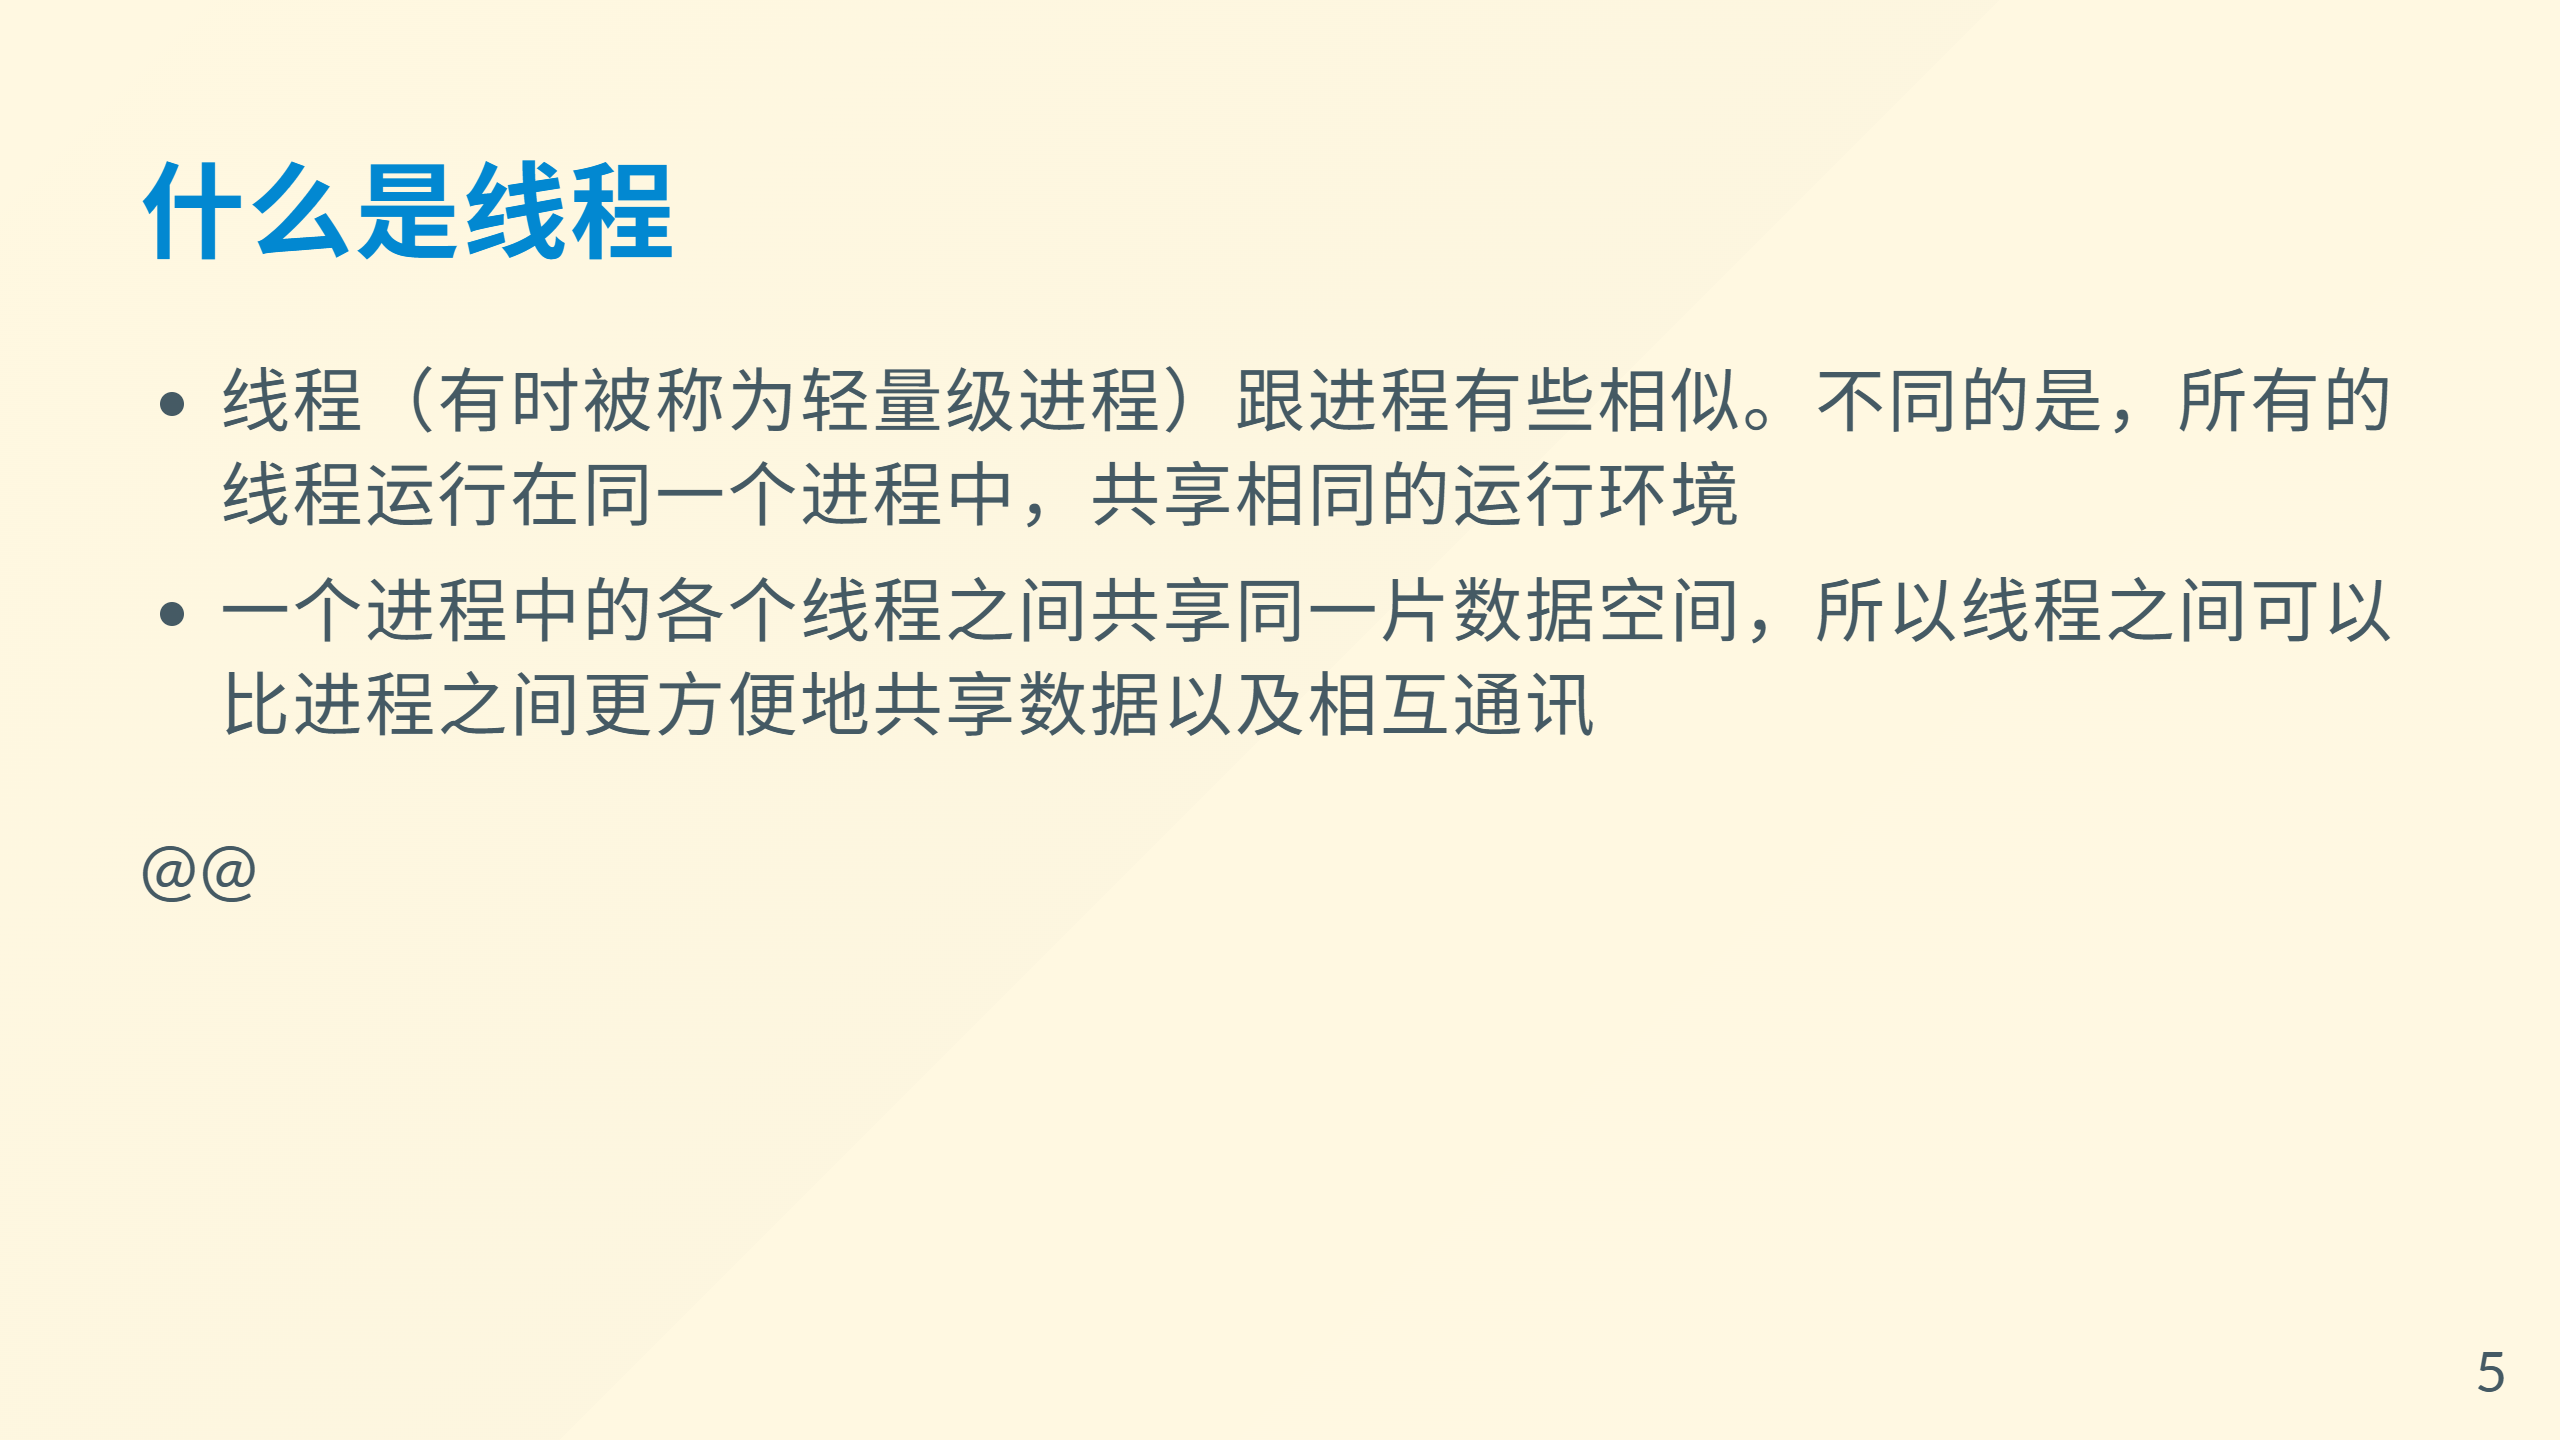 什么是线程
• 线程（有时被称为轻量级进程）跟进程有些相似。不同的是，所有的
线程运行在同一个进程中，共享相同的运行环境
• 一个进程中的各个线程之间共享同一片数据空间，所以线程之间可以
比进程之间更方便地共享数据以及相互通讯
@@
5